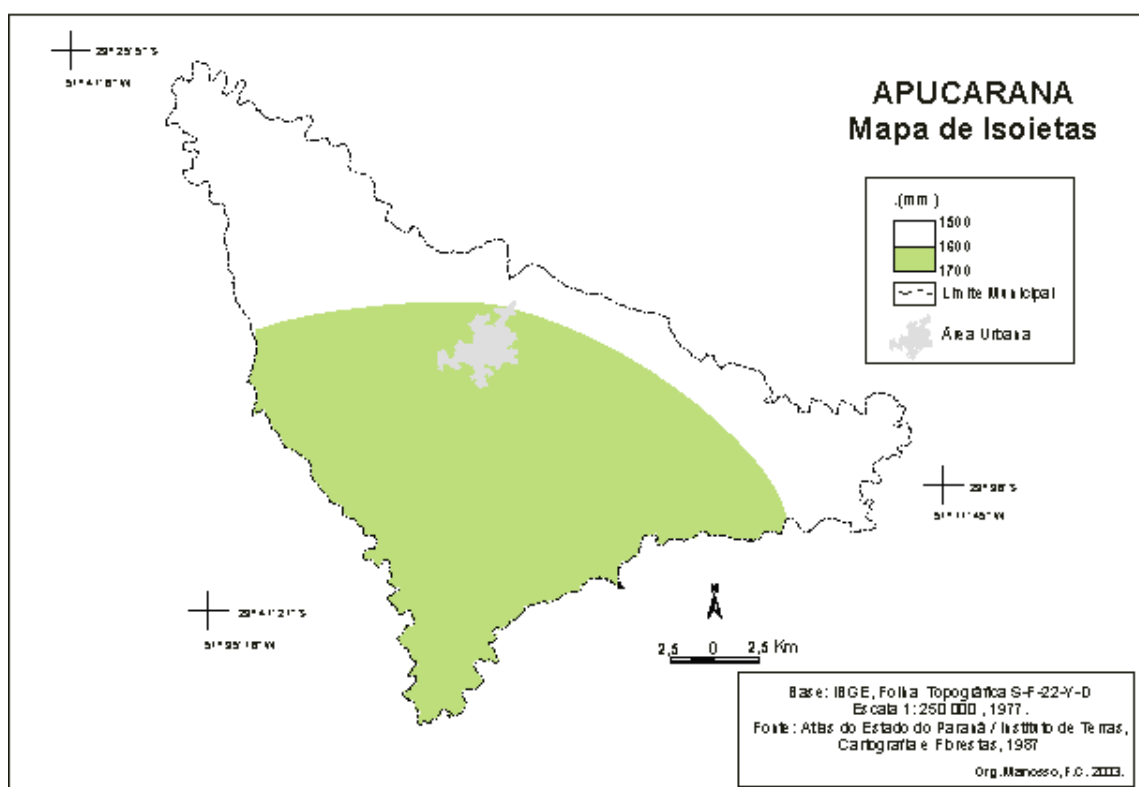 APUCARANA
Mapa de Isoietas
.(mm)
1500
1600
1700
Limite Municipal
Área Urbana
N
2,5 0 2,5 Km
Base: IBGE, Folha Topográfica S-F-22-Y-D
Escala 1:250 000 , 1977.
Fonte: Atlas do Estado do Paraná / Instituto de Terras,
Cartografia e Florestas, 1987
Org.Manosso, F.C. 2003.